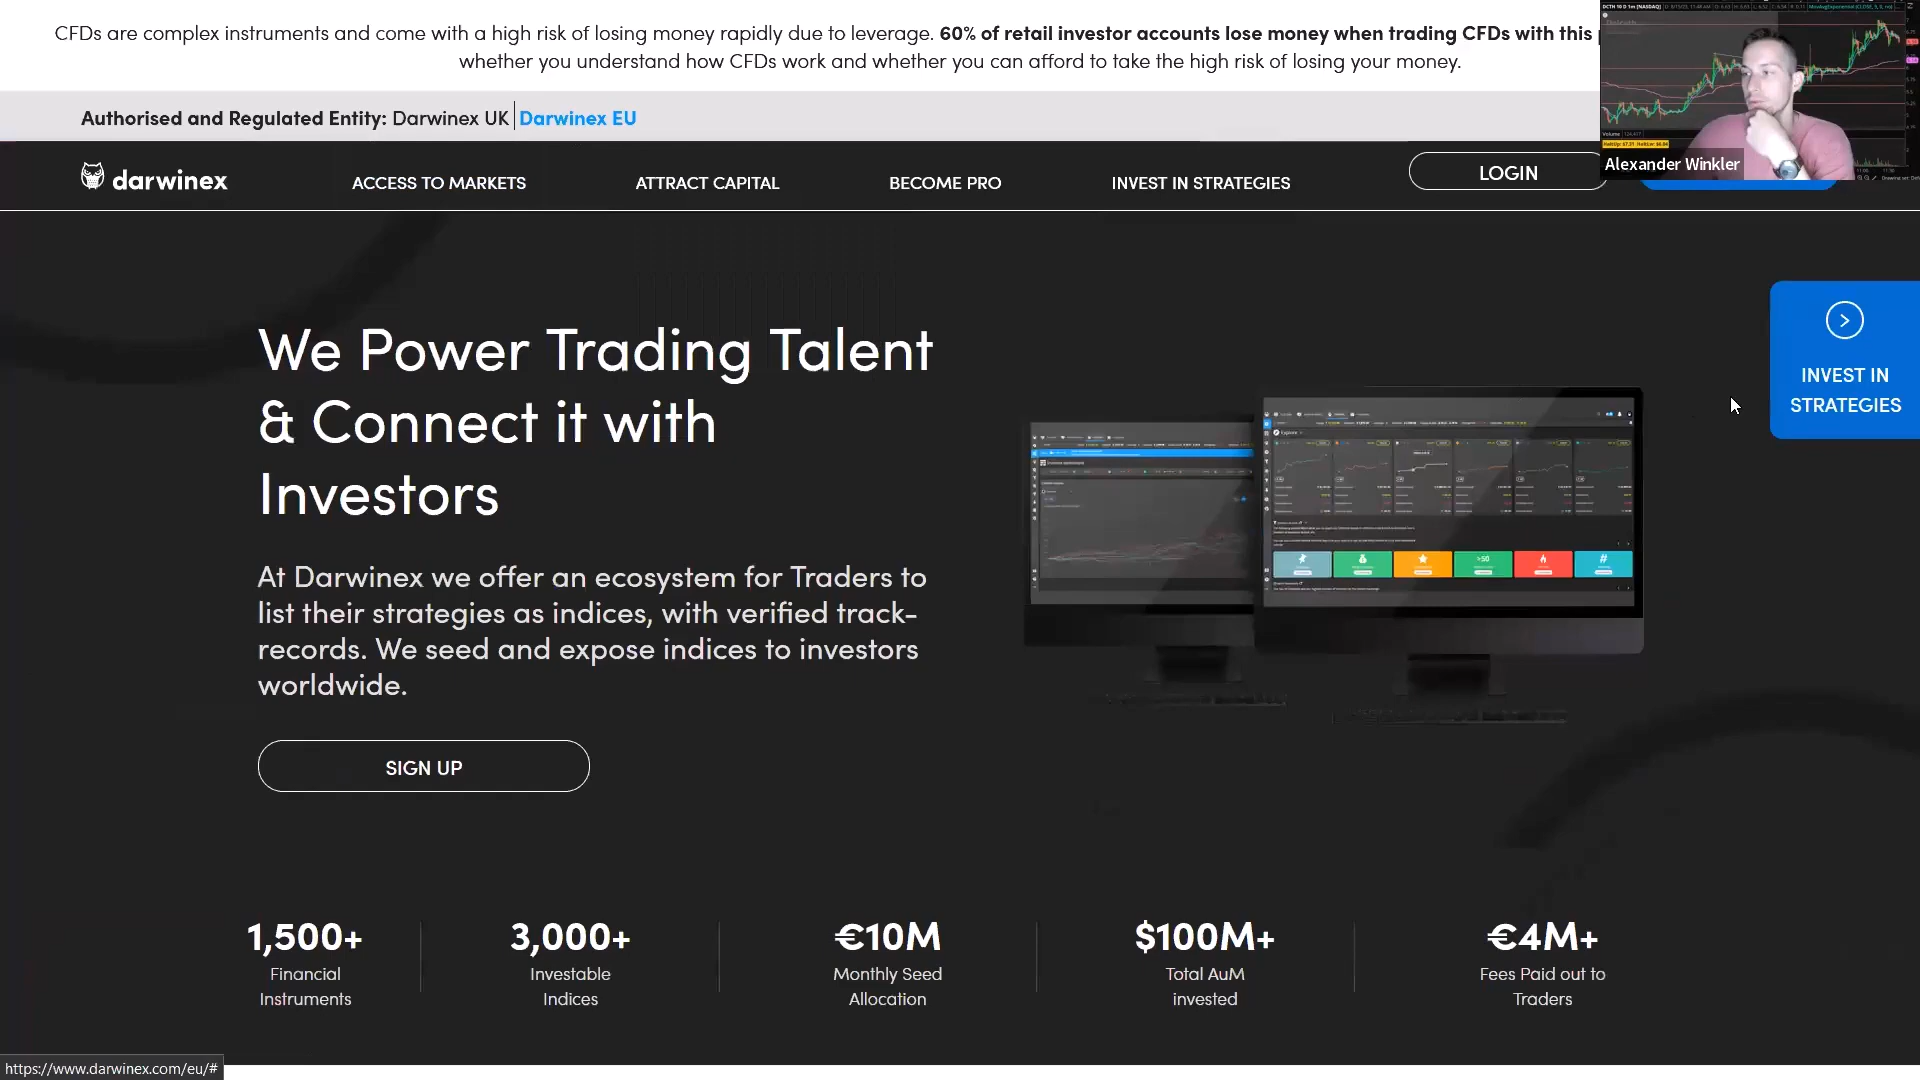 CFDs are complex instruments and come with a high risk of losing money rapidly due to leverage. 60% of retail investor accounts lose money when trading CFDs with this
whether you understand how CFDs work and whether you can afford to take the high risk of losing your money.
Authorised and Regulated Entity: Darwinex UK Darwinex EU
darwinex
ACCESS TO MARKETS
ATTRACT CAPITAL
BECOME PRO
INVEST IN STRATEGIES
LOGIN
Alexander Winkler
INVEST IN
STRATEGIES
We Power Trading Talent
& Connect it with
Investors
At Darwinex we offer an ecosystem for Traders to
list their strategies as indices, with verified track-
records. We seed and expose indices to investors
worldwide.
SIGN UP
1,500+
Financial
Instruments
3,000+
Investable
Indices
€10M
Monthly Seed
Allocation
$100M+
Total AuM
invested
€4M+
Fees Paid out to
Traders
https://www.darwinex.com/eu/#